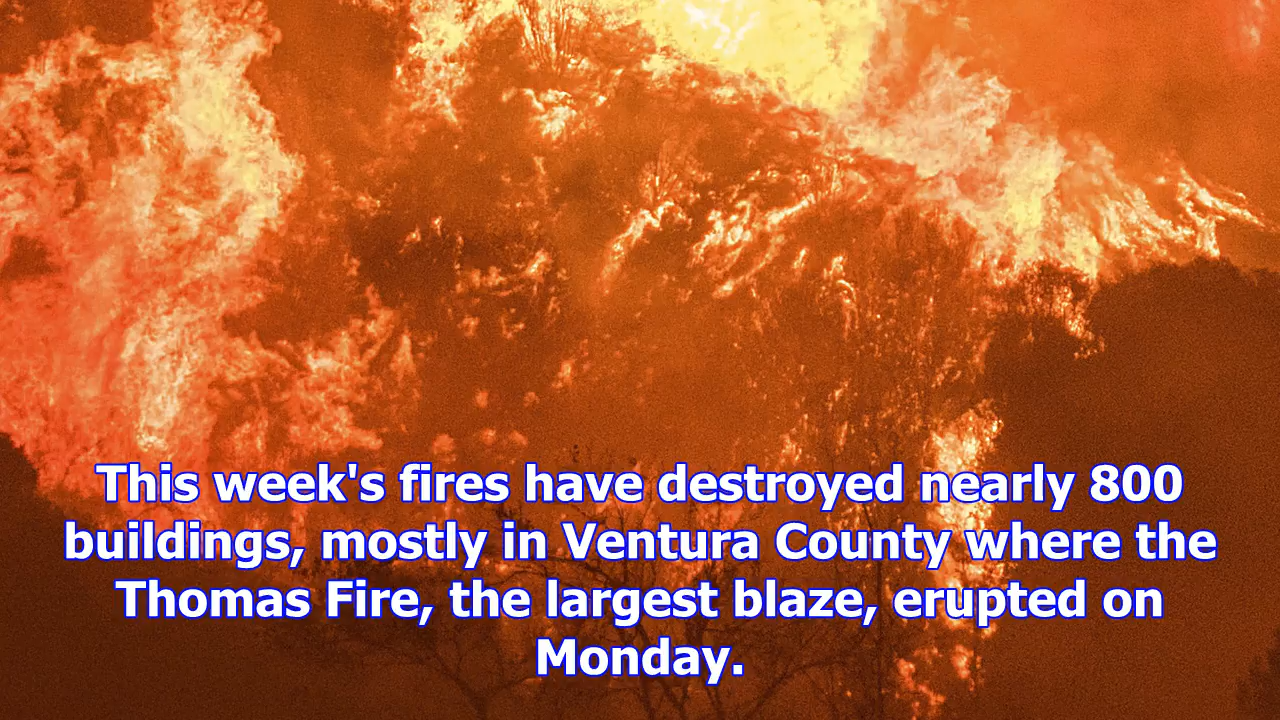 This week's fires have destroyed nearly 800
buildings, mostly in Ventura County where the
Thomas Fire, the largest blaze, erupted on
Monday.